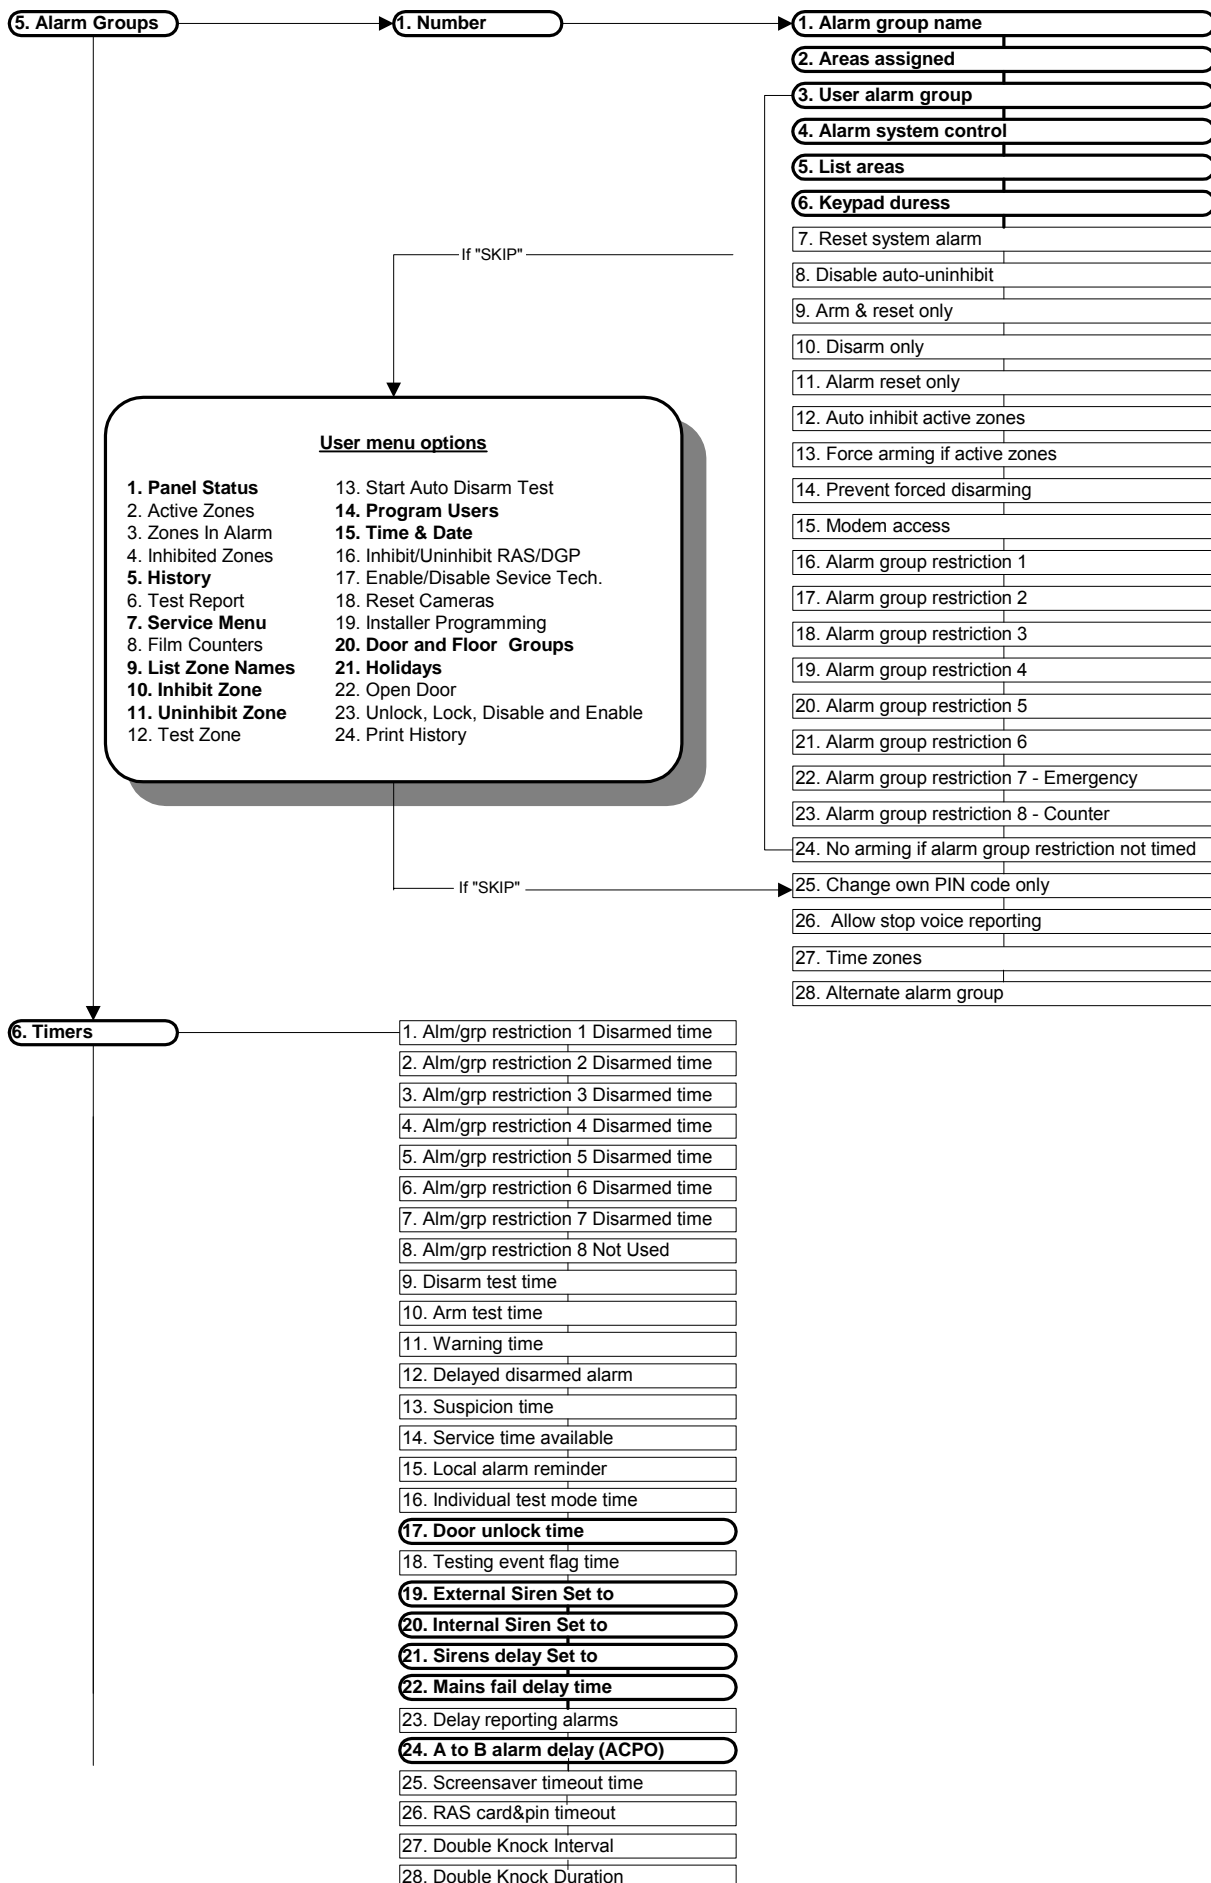 5. Alarm Groups
1. Number
1. Alarm group name
2. Areas assigned
3. User alarm group
4. Alarm system control
5. List areas
6. Keypad duress
7. Reset system alarm
8. Disable auto-uninhibit
9. Arm & reset only
10. Disarm only
11. Alarm reset only
12. Auto inhibit active zones
13. Force arming if active zones
14. Prevent forced disarming
15. Modem access
16. Alarm group restriction 1
17. Alarm group restriction 2
18. Alarm group restriction 3
19. Alarm group restriction 4
20. Alarm group restriction 5
21. Alarm group restriction 6
22. Alarm group restriction 7 - Emergency
23. Alarm group restriction 8 - Counter
24. No arming if alarm group restriction not timed
25. Change own PIN code only
26. Allow stop voice reporting
27. Time zones
28. Alternate alarm group
If "SKIP"
User menu options
1. Panel Status
2. Active Zones
3. Zones In Alarm
4. Inhibited Zones
5. History
6. Test Report
7. Service Menu
8. Film Counters
9. List Zone Names
10. Inhibit Zone
11. Uninhibit Zone
12. Test Zone
13. Start Auto Disarm Test
14. Program Users
15. Time & Date
16. Inhibit/Uninhibit RAS/DGP
17. Enable/Disable Sevice Tech.
18. Reset Cameras
19. Installer Programming
20. Door and Floor Groups
21. Holidays
22. Open Door
23. Unlock, Lock, Disable and Enable
24. Print History
If "SKIP"
6. Timers
1. Alm/grp restriction 1 Disarmed time
2. Alm/grp restriction 2 Disarmed time
3. Alm/grp restriction 3 Disarmed time
4. Alm/grp restriction 4 Disarmed time
5. Alm/grp restriction 5 Disarmed time
6. Alm/grp restriction 6 Disarmed time
7. Alm/grp restriction 7 Disarmed time
8. Alm/grp restriction 8 Not Used
9. Disarm test time
10. Arm test time
11. Warning time
12. Delayed disarmed alarm
13. Suspicion time
14. Service time available
15. Local alarm reminder
16. Individual test mode time
17. Door unlock time
18. Testing event flag time
19. External Siren Set to
20. Internal Siren Set to
21. Sirens delay Set to
22. Mains fail delay time
23. Delay reporting alarms
24. A to B alarm delay (ACPO)
25. Screensaver timeout time
26. RAS card&pin timeout
27. Double Knock Interval
28. Double Knock Duration